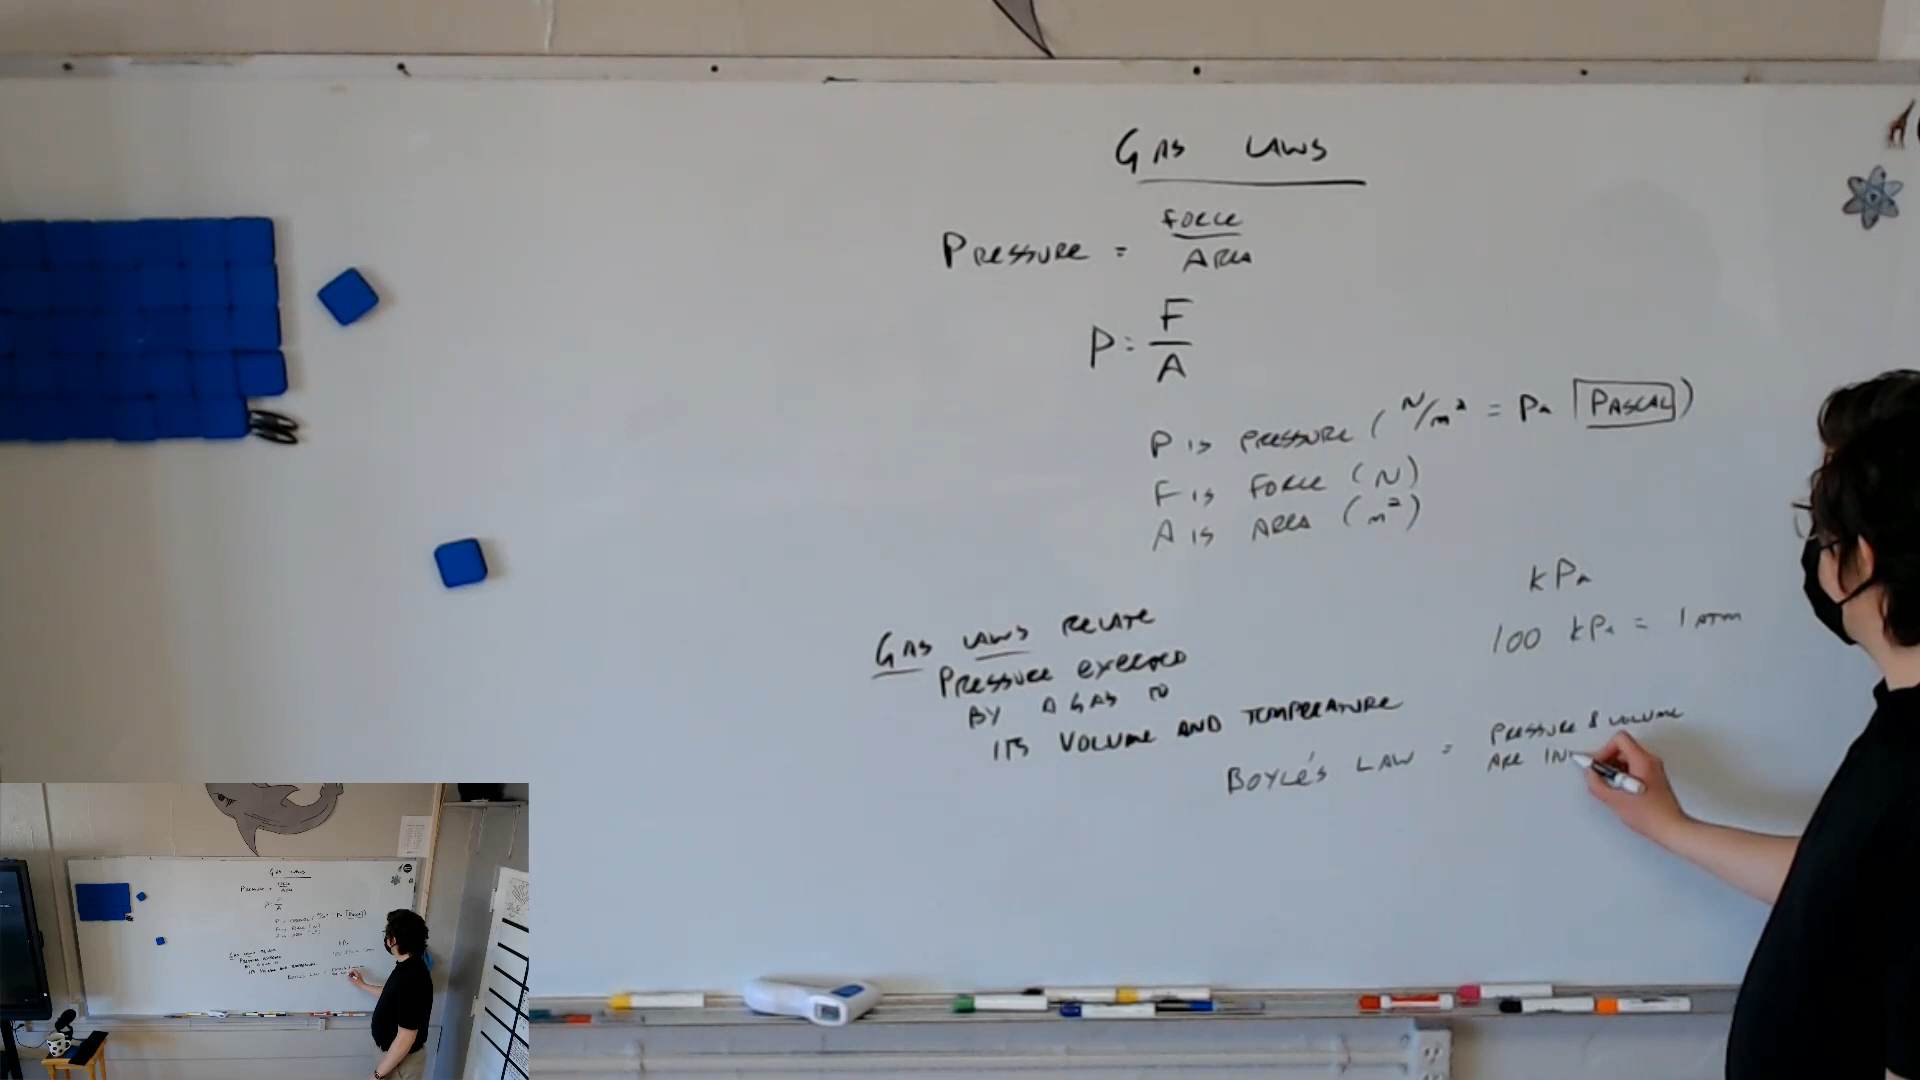 GAS LAWS
PRESSURE = FORCE / AREA
P = F / A
P IS PRESSURE ( N/m² = Pa PASCAL )
F IS FORCE (N)
A IS AREA (m²)
kPa
100 kPa = 1 ATM
GAS LAWS RELATE
PRESSURE EXERTED
BY A GAS TO
ITS VOLUME AND TEMPERATURE
BOYLE'S LAW = PRESSURE & VOLUME
ARE IN